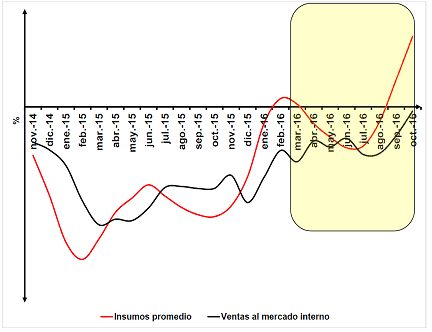 %
nov.-14
dic.-14
ene.-15
feb.-15
mar.-15
abr.-15
may.-15
jun.-15
jul.-15
ago.-15
sep.-15
oct.-15
nov.-15
dic.-15
ene.-16
feb.-16
mar.-16
abr.-16
may.-16
jun.-16
jul.-16
ago.-16
sep.-16
oct.-16
Insumos promedio
Ventas al mercado interno